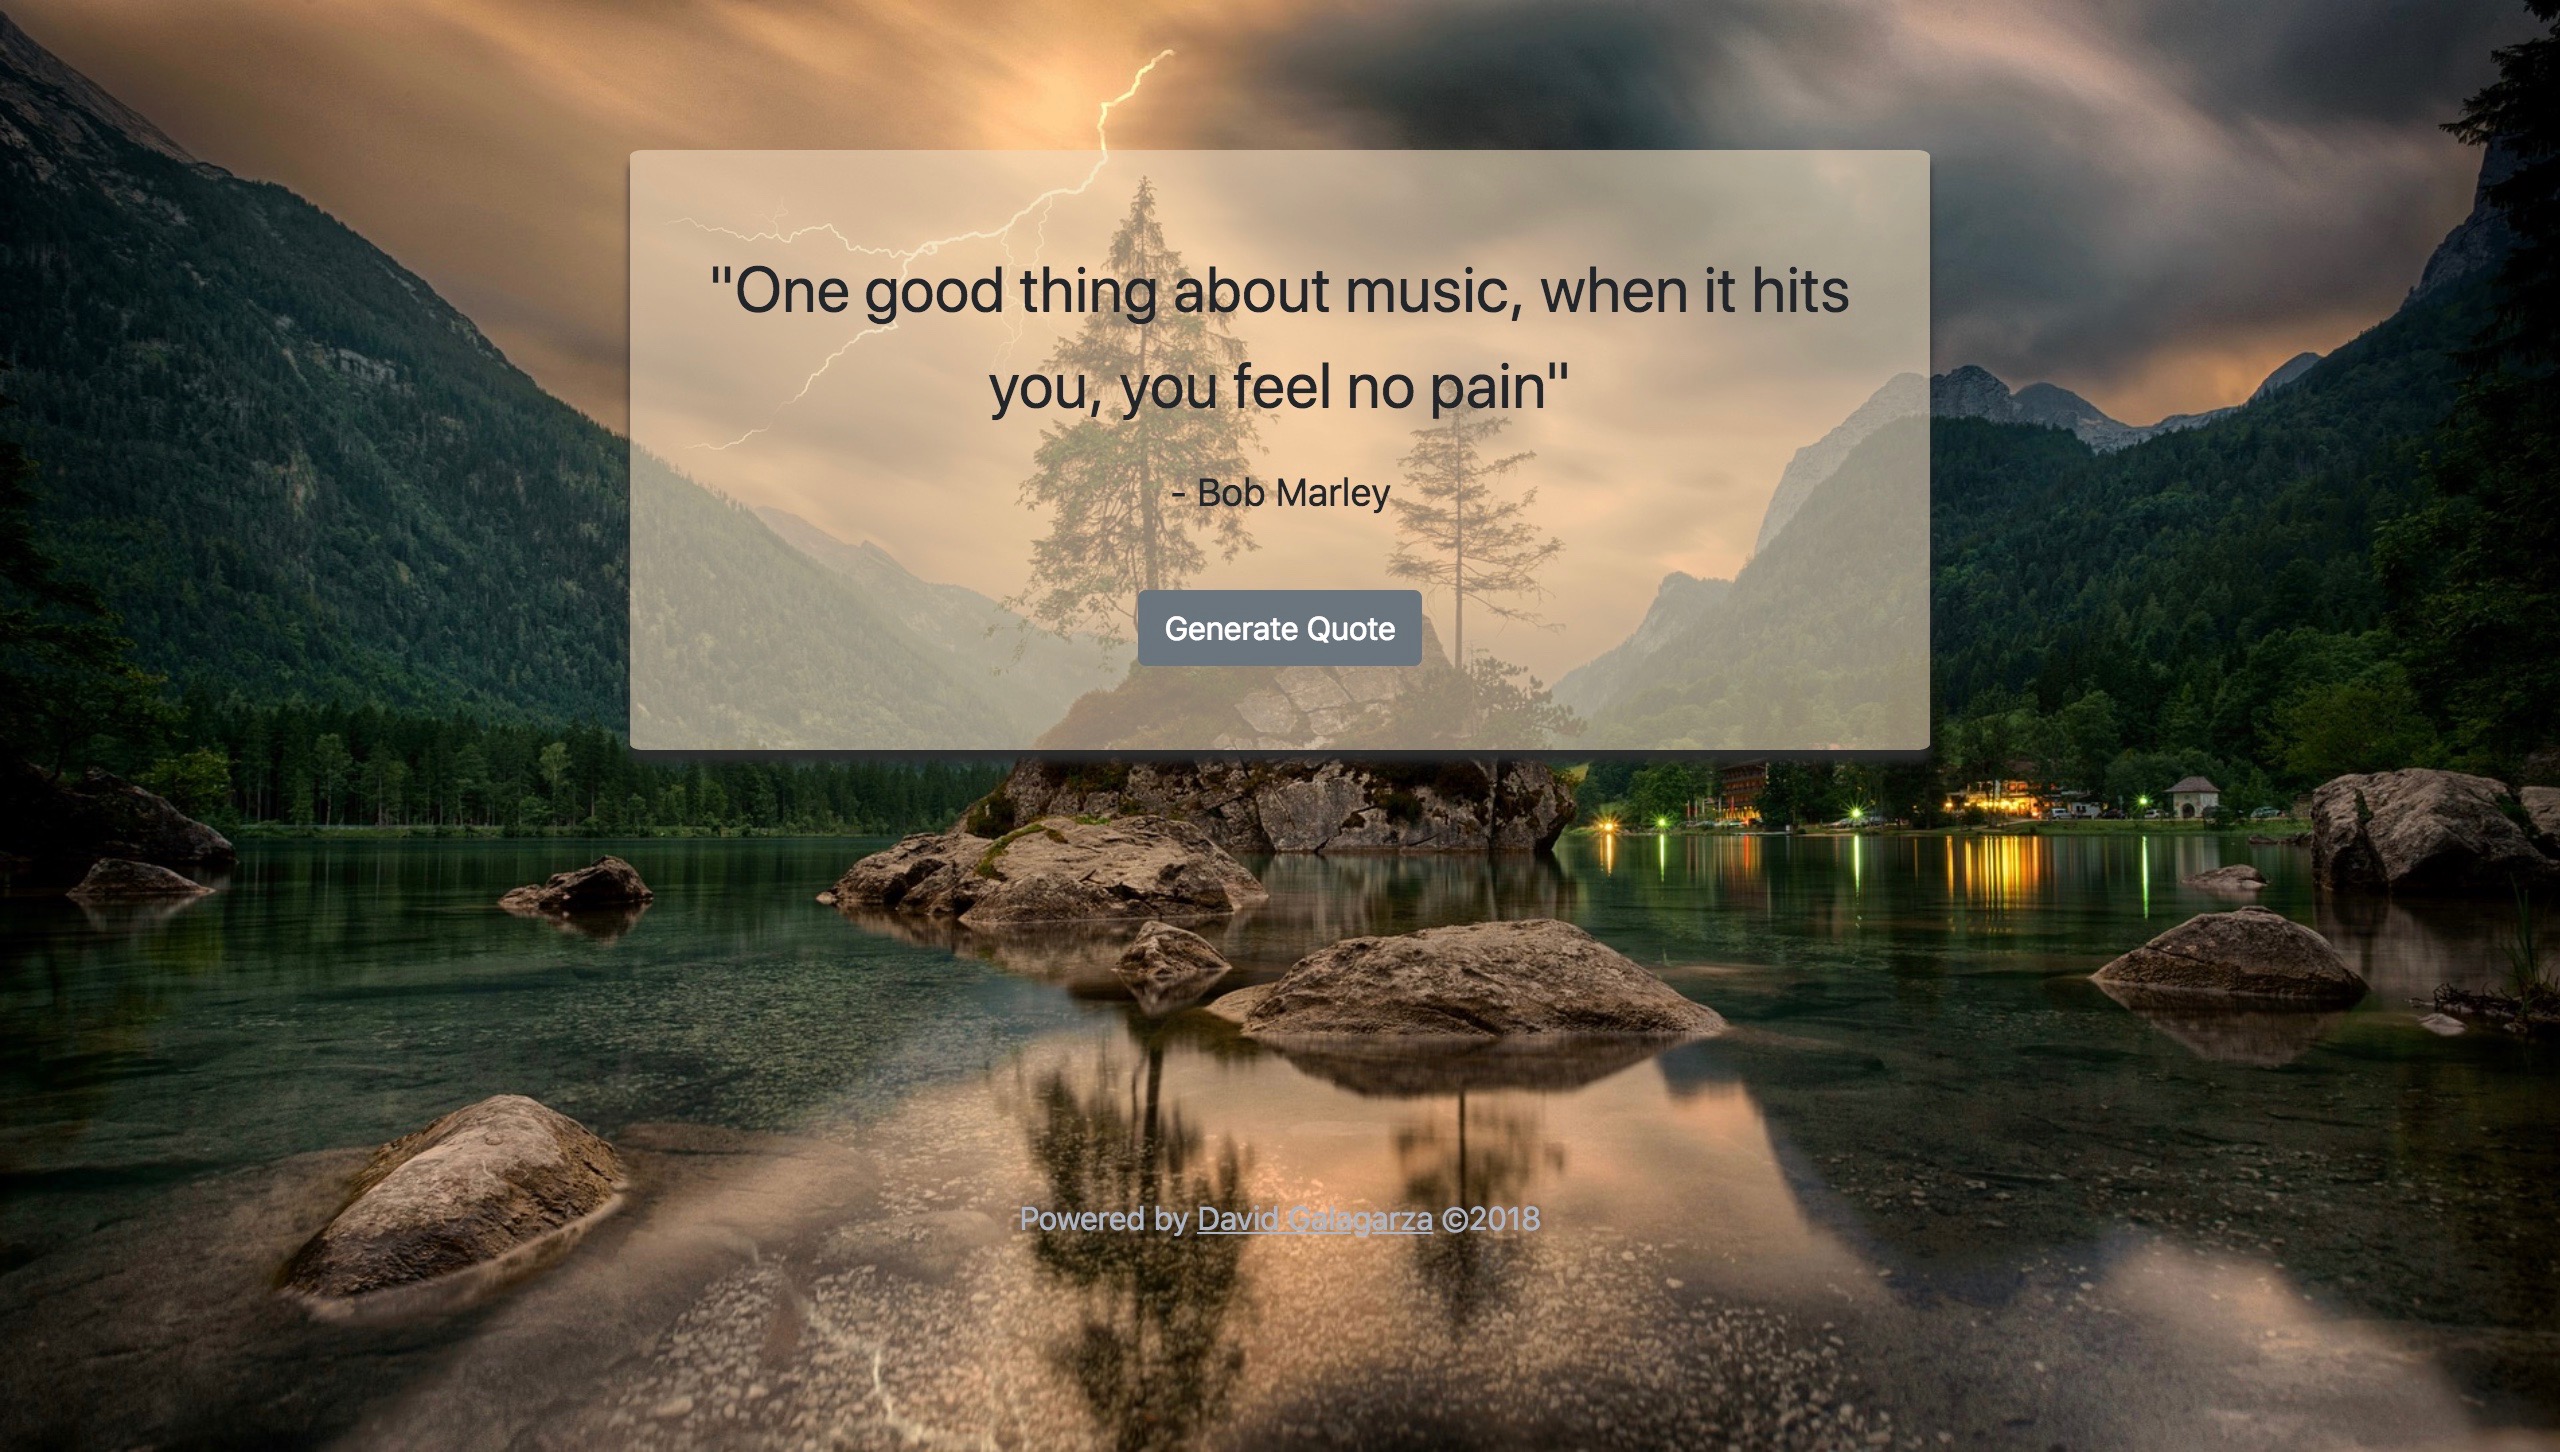 "One good thing about music, when it hits
you, you feel no pain"
- Bob Marley
Generate Quote
Powered by David Galagarza ©2018